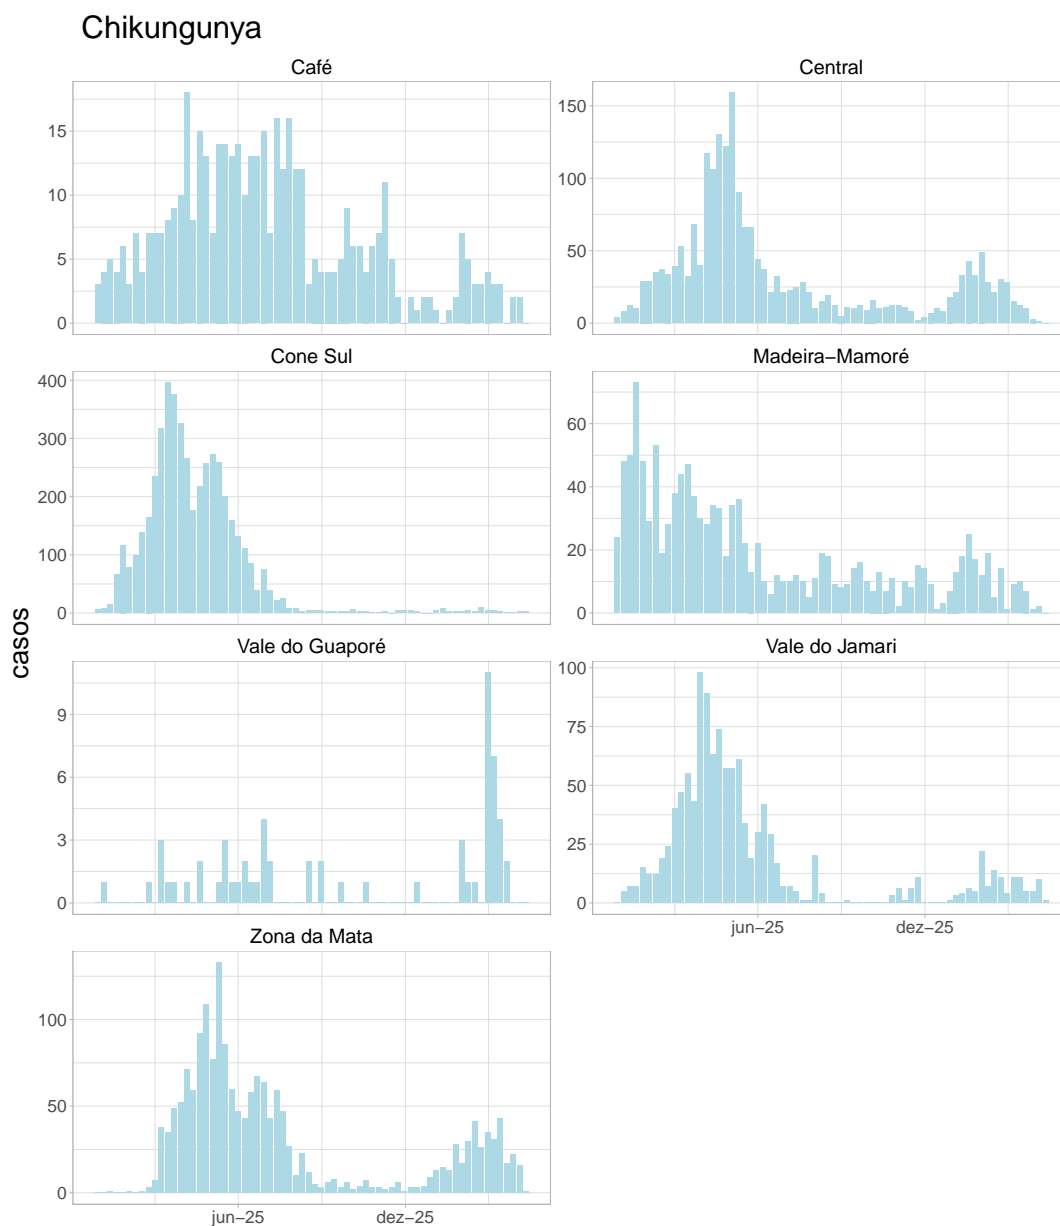 Chikungunya
Café
Central
15
10
5
0
150
100
50
0
Cone Sul
Madeira−Mamoré
400
300
200
100
0
60
40
20
0
casos
Vale do Guaporé
Vale do Jamari
9
6
3
0
100
75
50
25
0
jun−25
dez−25
Zona da Mata
100
50
0
jun−25
dez−25